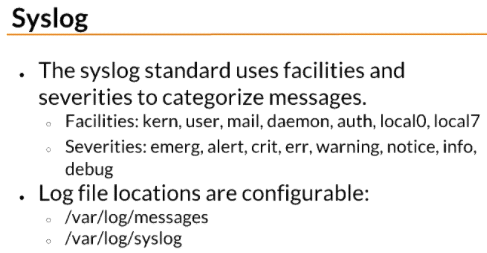 Syslog
• The syslog standard uses facilities and
severities to categorize messages.
◦ Facilities: kern, user, mail, daemon, auth, local0, local7
◦ Severities: emerg, alert, crit, err, warning, notice, info,
debug
• Log file locations are configurable:
◦ /var/log/messages
◦ /var/log/syslog